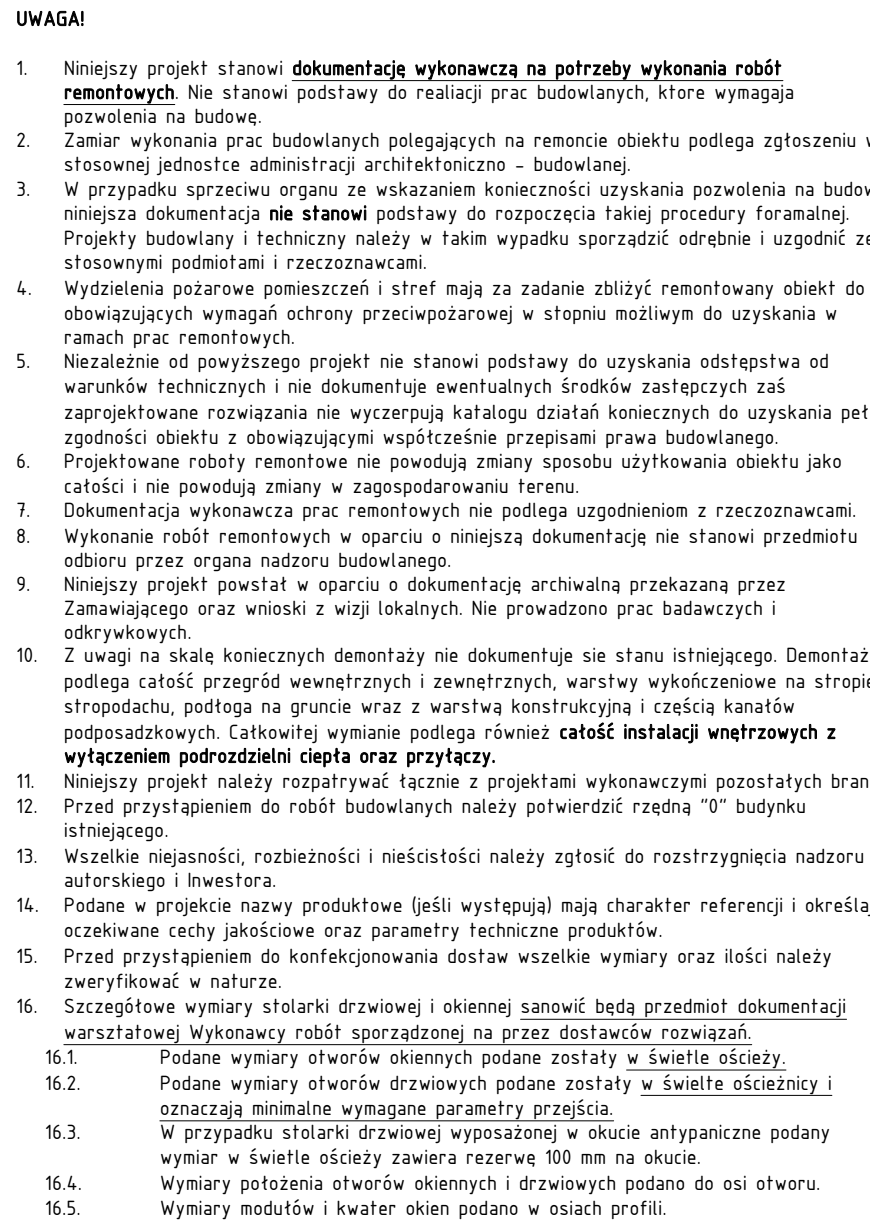 UWAGA!
1. Niniejszy projekt stanowi dokumentację wykonawczą na potrzeby wykonania robót
remontowych. Nie stanowi podstawy do realiacji prac budowlanych, ktore wymagaja
pozwolenia na budowę.
2. Zamiar wykonania prac budowlanych polegających na remoncie obiektu podlega zgłoszeniu w
stosownej jednostce administracji architektoniczno - budowlanej.
3. W przypadku sprzeciwu organu ze wskazaniem konieczności uzyskania pozwolenia na budow
niniejsza dokumentacja nie stanowi podstawy do rozpoczęcia takiej procedury foramalnej.
Projekty budowlany i techniczny należy w takim wypadku sporządzić odrębnie i uzgodnić ze
stosownymi podmiotami i rzeczoznawcami.
4. Wydzielenia pożarowe pomieszczeń i stref mają za zadanie zbliżyć remontowany obiekt do
obowiązujących wymagań ochrony przeciwpożarowej w stopniu możliwym do uzyskania w
ramach prac remontowych.
5. Niezależnie od powyższego projekt nie stanowi podstawy do uzyskania odstępstwa od
warunków technicznych i nie dokumentuje ewentualnych środków zastępczych zaś
zaprojektowane rozwiązania nie wyczerpują katalogu działań koniecznych do uzyskania peł
zgodności obiektu z obowiązującymi współcześnie przepisami prawa budowlanego.
6. Projektowane roboty remontowe nie powodują zmiany sposobu użytkowania obiektu jako
całości i nie powodują zmiany w zagospodarowaniu terenu.
7. Dokumentacja wykonawcza prac remontowych nie podlega uzgodnieniom z rzeczoznawcami.
8. Wykonanie robót remontowych w oparciu o niniejszą dokumentację nie stanowi przedmiotu
odbioru przez organa nadzoru budowlanego.
9. Niniejszy projekt powstał w oparciu o dokumentację archiwalną przekazaną przez
Zamawiającego oraz wnioski z wizji lokalnych. Nie prowadzono prac badawczych i
odkrywkowych.
10. Z uwagi na skalę koniecznych demontaży nie dokumentuje sie stanu istniejącego. Demontaż
podlega całość przegród wewnętrznych i zewnętrznych, warstwy wykończeniowe na stropie
stropodachu, podłoga na gruncie wraz z warstwą konstrukcyjną i częścią kanałów
podposadzkowych. Całkowitej wymianie podlega również całość instalacji wnętrzowych z
wyłączeniem podrozdzielni ciepła oraz przyłączy.
11. Niniejszy projekt należy rozpatrywać łącznie z projektami wykonawczymi pozostałych bran
12. Przed przystąpieniem do robót budowlanych należy potwierdzić rzędną "0" budynku
istniejącego.
13. Wszelkie niejasności, rozbieżności i nieścisłości należy zgłosić do rozstrzygnięcia nadzoru
autorskiego i Inwestora.
14. Podane w projekcie nazwy produktowe (jeśli występują) mają charakter referencji i określaj
oczekiwane cechy jakościowe oraz parametry techniczne produktów.
15. Przed przystąpieniem do konfekcjonowania dostaw wszelkie wymiary oraz ilości należy
zweryfikować w naturze.
16. Szczegółowe wymiary stolarki drzwiowej i okiennej sanowić będą przedmiot dokumentacji
warsztatowej Wykonawcy robót sporządzonej na przez dostawców rozwiązań.
16.1. Podane wymiary otworów okiennych podane zostały w świetle ościeży.
16.2. Podane wymiary otworów drzwiowych podane zostały w świelte ościeżnicy i
oznaczają minimalne wymagane parametry przejścia.
16.3. W przypadku stolarki drzwiowej wyposażonej w okucie antypaniczne podany
wymiar w świetle ościeży zawiera rezerwę 100 mm na okucie.
16.4. Wymiary położenia otworów okiennych i drzwiowych podano do osi otworu.
16.5. Wymiary modułów i kwater okien podano w osiach profili.